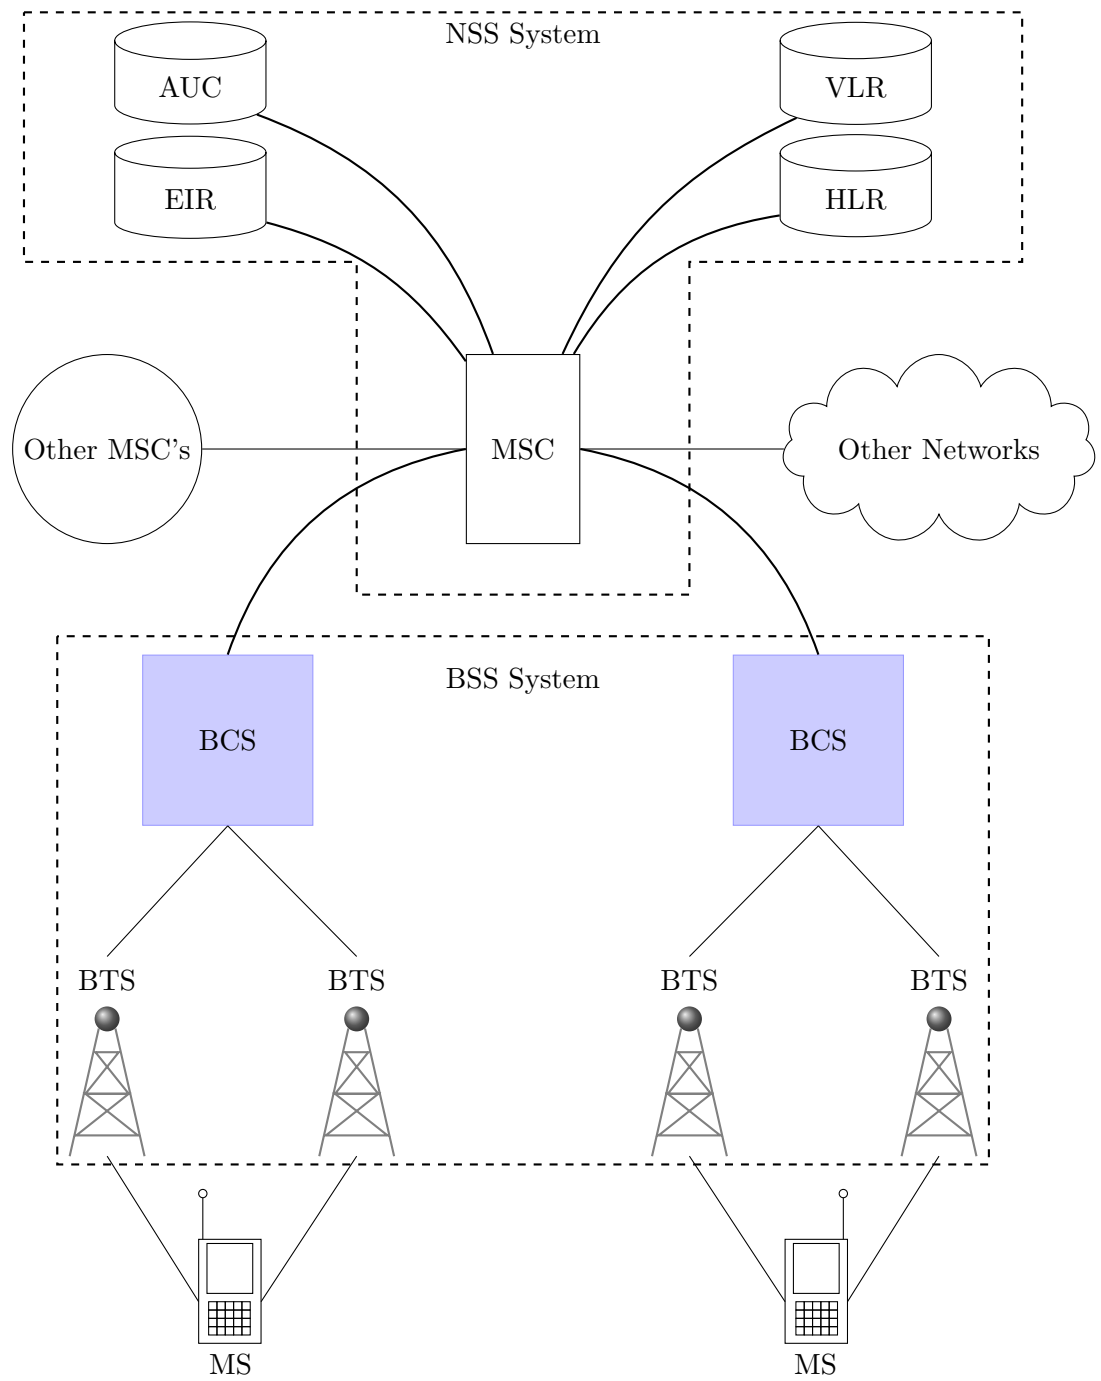 NSS System
AUC
VLR
EIR
HLR
Other MSC's
MSC
Other Networks
BSS System
BCS
BCS
BTS
BTS
BTS
BTS
MS
MS